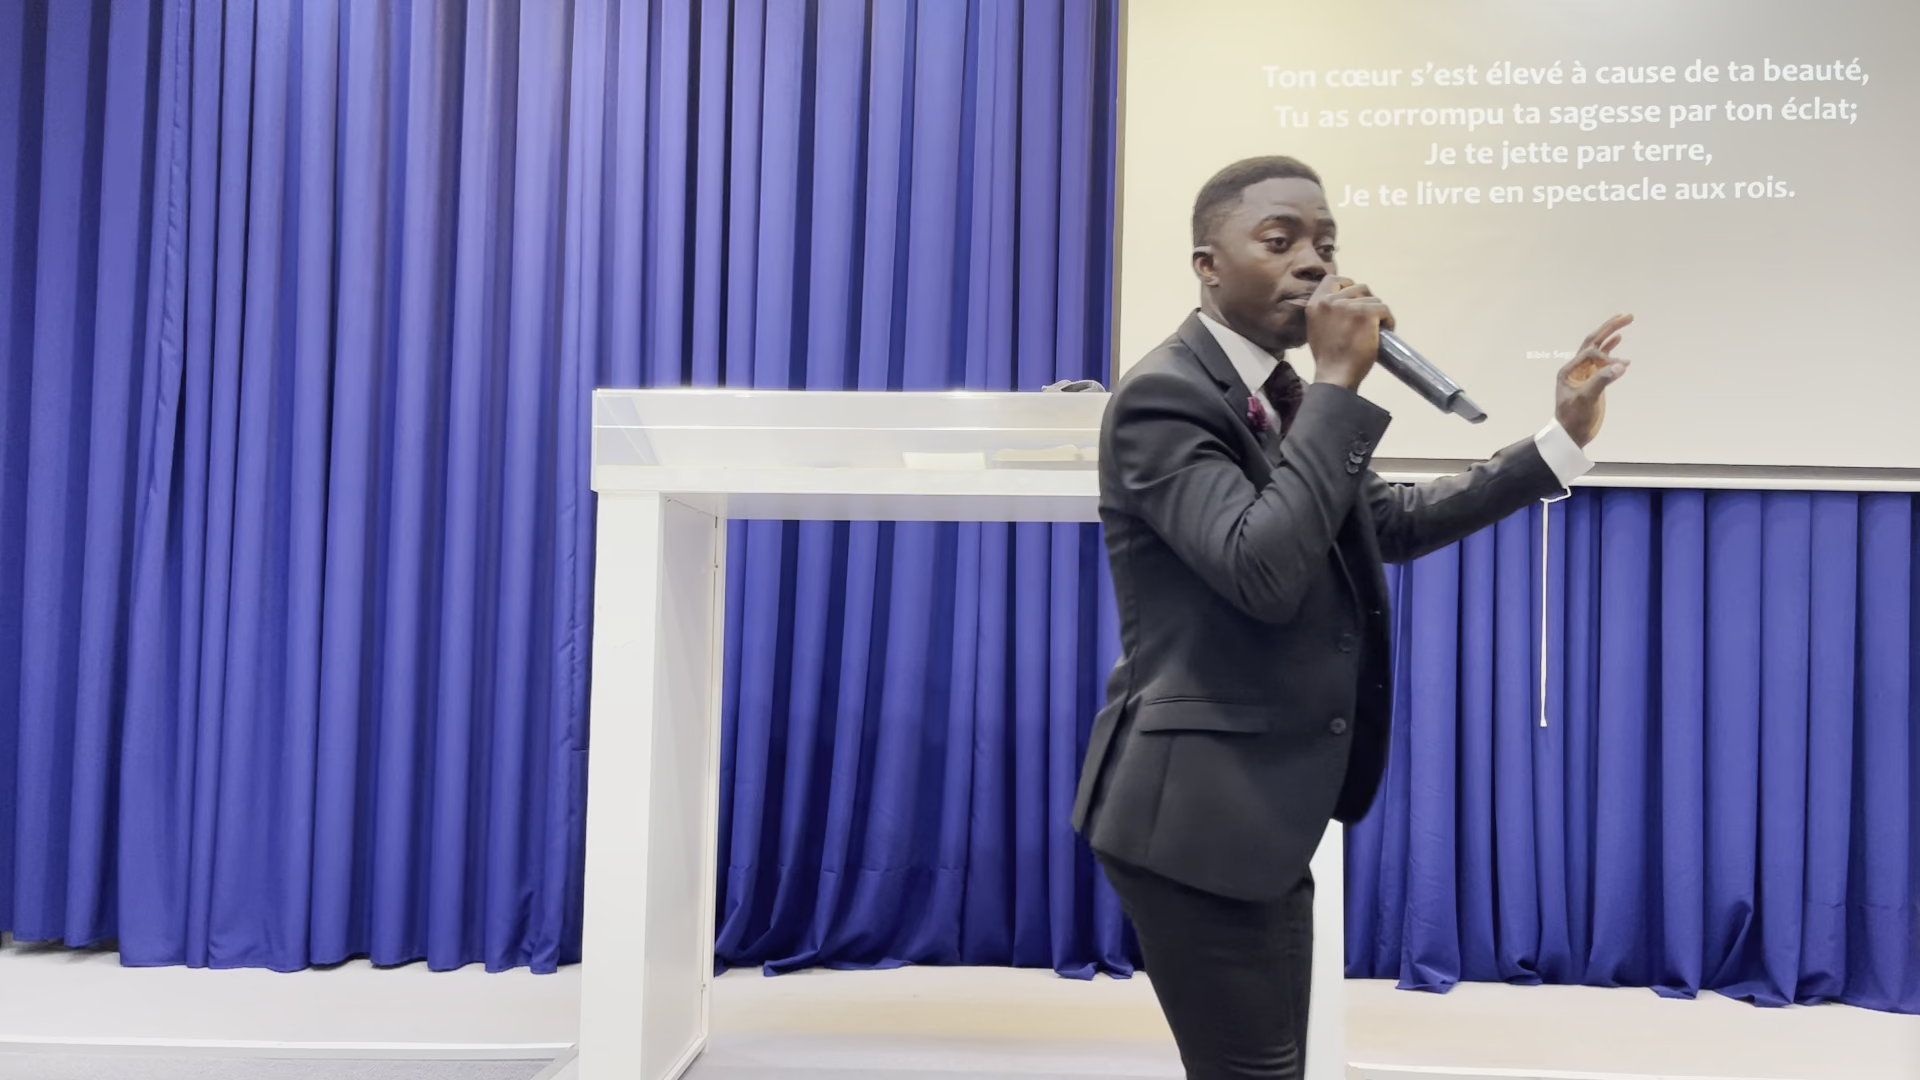 Ton cœur s’est élevé à cause de ta beauté,
Tu as corrompu ta sagesse par ton éclat;
Je te jette par terre,
Je te livre en spectacle aux rois.
Bible